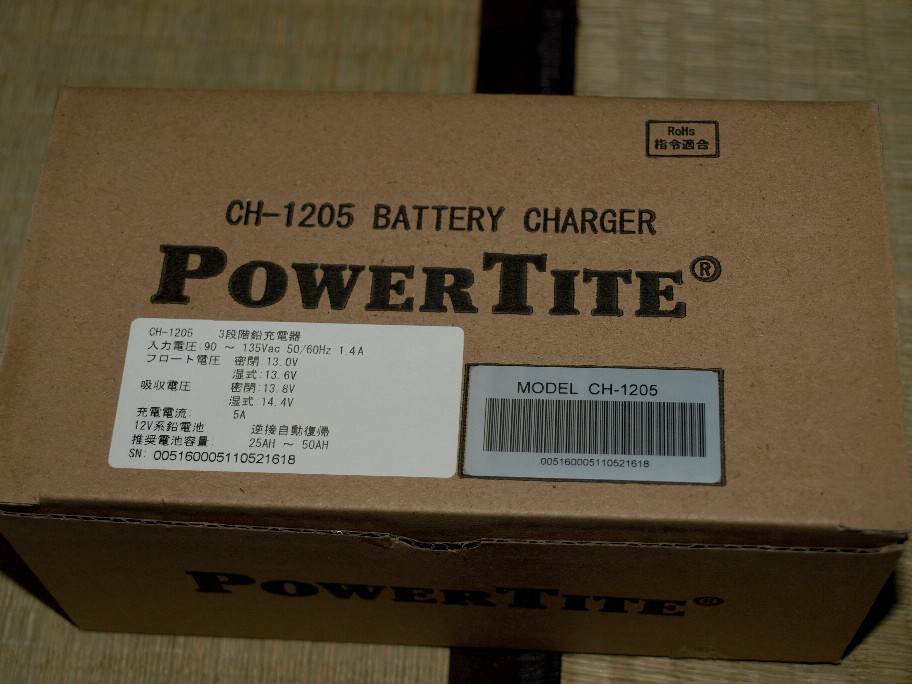 RoHs
指令適合
CH-1205 BATTERY CHARGER
POWERTITE®
CH-1205 3段階鉛充電器
入力電圧:90 ～ 135Vac 50/60Hz 1.4A
フロート電圧 密閉:13.0V
湿式:13.6V
吸収電圧 密閉:13.8V
湿式:14.4V
充電電流: 5A
12V系鉛電池 逆接自動復帰
推奨電池容量: 25AH ～ 50AH
SN: 005160005110521618
MODEL CH-1205
005160005110521618
POWERTITE®